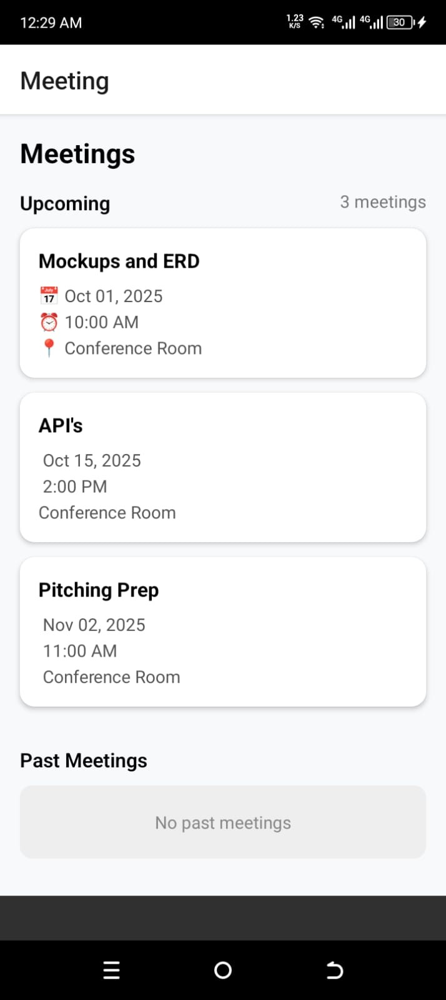 12:29 AM
1.23 K/S 4G 4G 30
Meeting
Meetings
Upcoming
3 meetings
Mockups and ERD
📅 Oct 01, 2025
⏰ 10:00 AM
📍 Conference Room
API's
Oct 15, 2025
2:00 PM
Conference Room
Pitching Prep
Nov 02, 2025
11:00 AM
Conference Room
Past Meetings
No past meetings